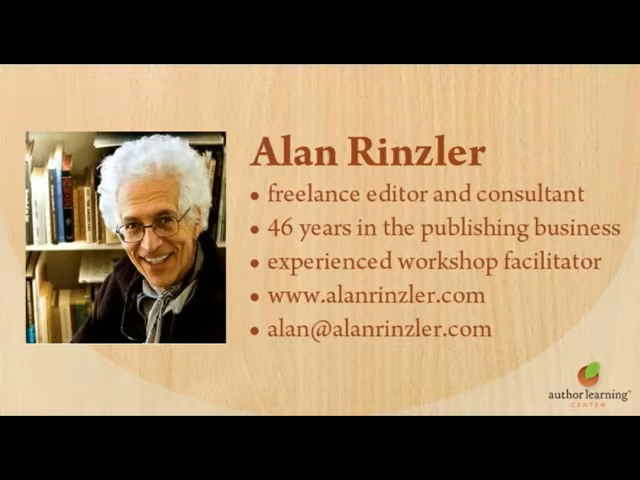 Alan Rinzler
• freelance editor and consultant
• 46 years in the publishing business
• experienced workshop facilitator
• www.alanrinzler.com
• alan@alanrinzler.com
author learning
CENTER